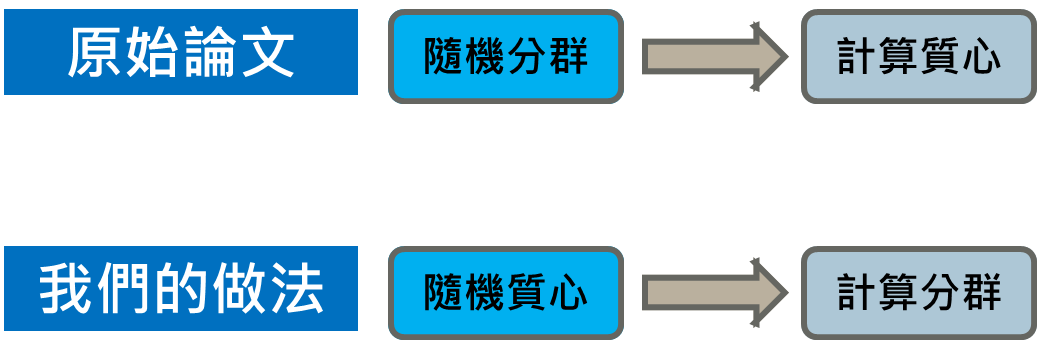 原始論文
隨機分群
計算質心
我們的做法
隨機質心
計算分群